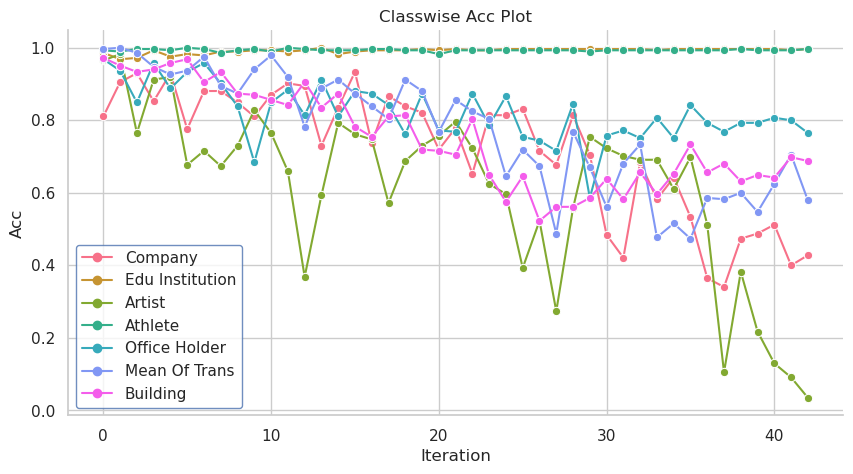 Classwise Acc Plot
1.0
0.8
0.6
0.4
0.2
0.0
Acc
Company
Edu Institution
Artist
Athlete
Office Holder
Mean Of Trans
Building
0
10
20
30
40
Iteration